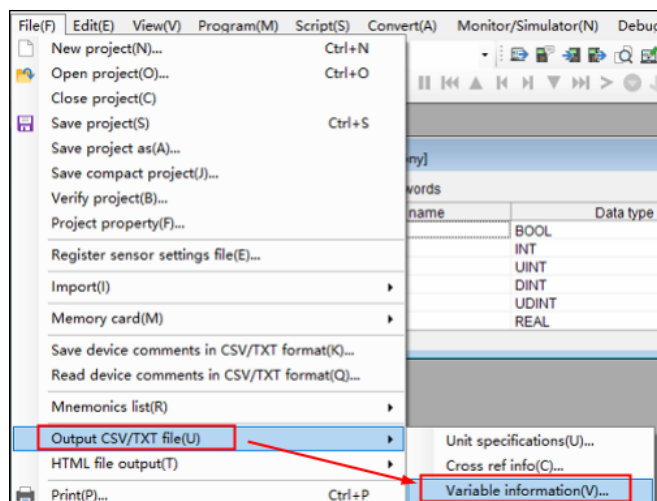 File(F) Edit(E) View(V) Program(M) Script(S) Convert(A) Monitor/Simulator(N) Debug
New project(N)... Ctrl+N
Open project(O)... Ctrl+O
Close project(C)
Save project(S) Ctrl+S
Save project as(A)...
Save compact project(J)...
Verify project(B)...
Project property(F)...
Register sensor settings file(E)...
Import(I)
Memory card(M)
Save device comments in CSV/TXT format(K)...
Read device comments in CSV/TXT format(Q)...
Mnemonics list(R)
Output CSV/TXT file(U)
HTML file output(T)
Print(P)... Ctrl+P
ny]
words
name Data type
BOOL
INT
UINT
DINT
UDINT
REAL
Unit specifications(U)...
Cross ref info(C)...
Variable information(V)...